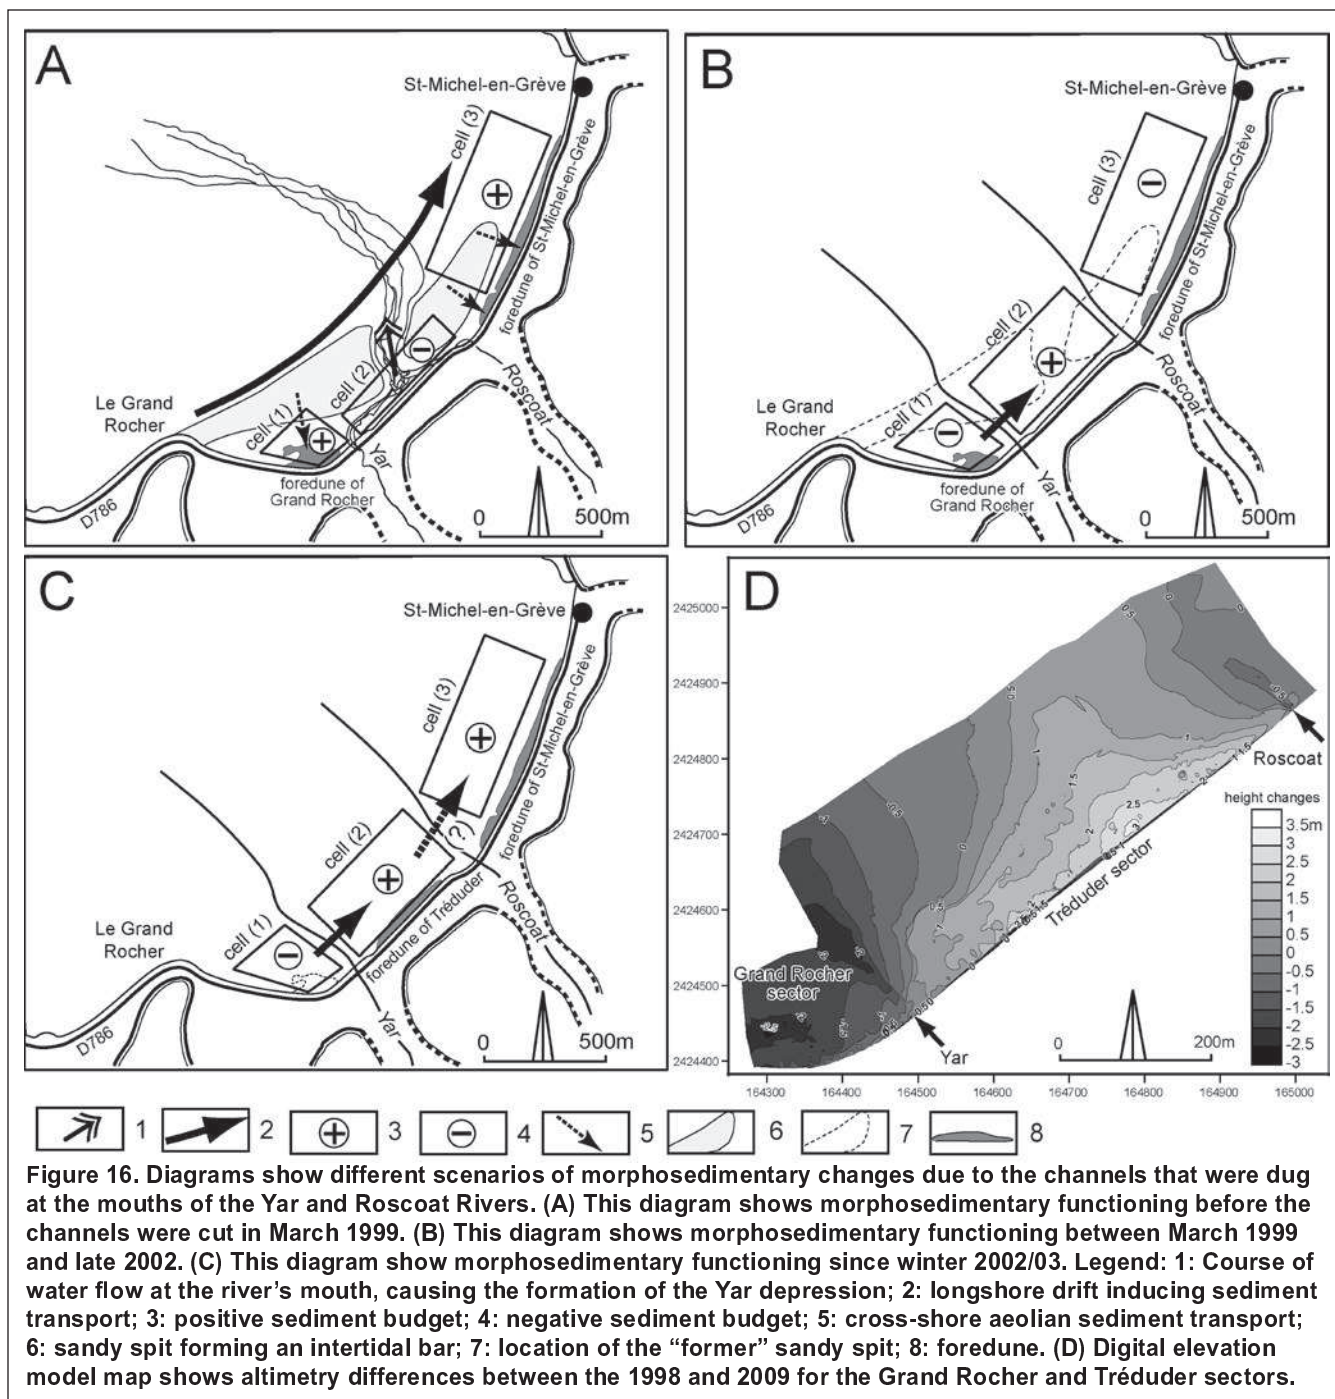 A
St-Michel-en-Grève
cell (3)
foredune of St-Michel-en-Grève
cell (2)
Roscoat
Le Grand
Rocher
cell (1)
Yar
foredune of
Grand Rocher
D786
0 500m
B
St-Michel-en-Grève
cell (3)
foredune of St-Michel-en-Grève
cell (2)
Roscoat
Le Grand
Rocher
cell (1)
Yar
foredune of
Grand Rocher
D786
0 500m
C
St-Michel-en-Grève
cell (3)
foredune of St-Michel-en-Grève
(?)
cell (2)
Roscoat
foredune of Tréduder
Le Grand
Rocher
cell (1)
Yar
D786
0 500m
D
2425000
2424900
2424800
2424700
2424600
2424500
2424400
Roscoat
height changes
3.5m
3
2.5
2
1.5
1
0.5
0
-0.5
-1
-1.5
-2
-2.5
-3
Tréduder sector
Grand Rocher
sector
Yar
0 200m
164300 164400 164500 164600 164700 164800 164900 165000
1 2 3 4 5 6 7 8
Figure 16. Diagrams show different scenarios of morphosedimentary changes due to the channels that were dug
at the mouths of the Yar and Roscoat Rivers. (A) This diagram shows morphosedimentary functioning before the
channels were cut in March 1999. (B) This diagram shows morphosedimentary functioning between March 1999
and late 2002. (C) This diagram show morphosedimentary functioning since winter 2002/03. Legend: 1: Course of
water flow at the river's mouth, causing the formation of the Yar depression; 2: longshore drift inducing sediment
transport; 3: positive sediment budget; 4: negative sediment budget; 5: cross-shore aeolian sediment transport;
6: sandy spit forming an intertidal bar; 7: location of the “former” sandy spit; 8: foredune. (D) Digital elevation
model map shows altimetry differences between the 1998 and 2009 for the Grand Rocher and Tréduder sectors.